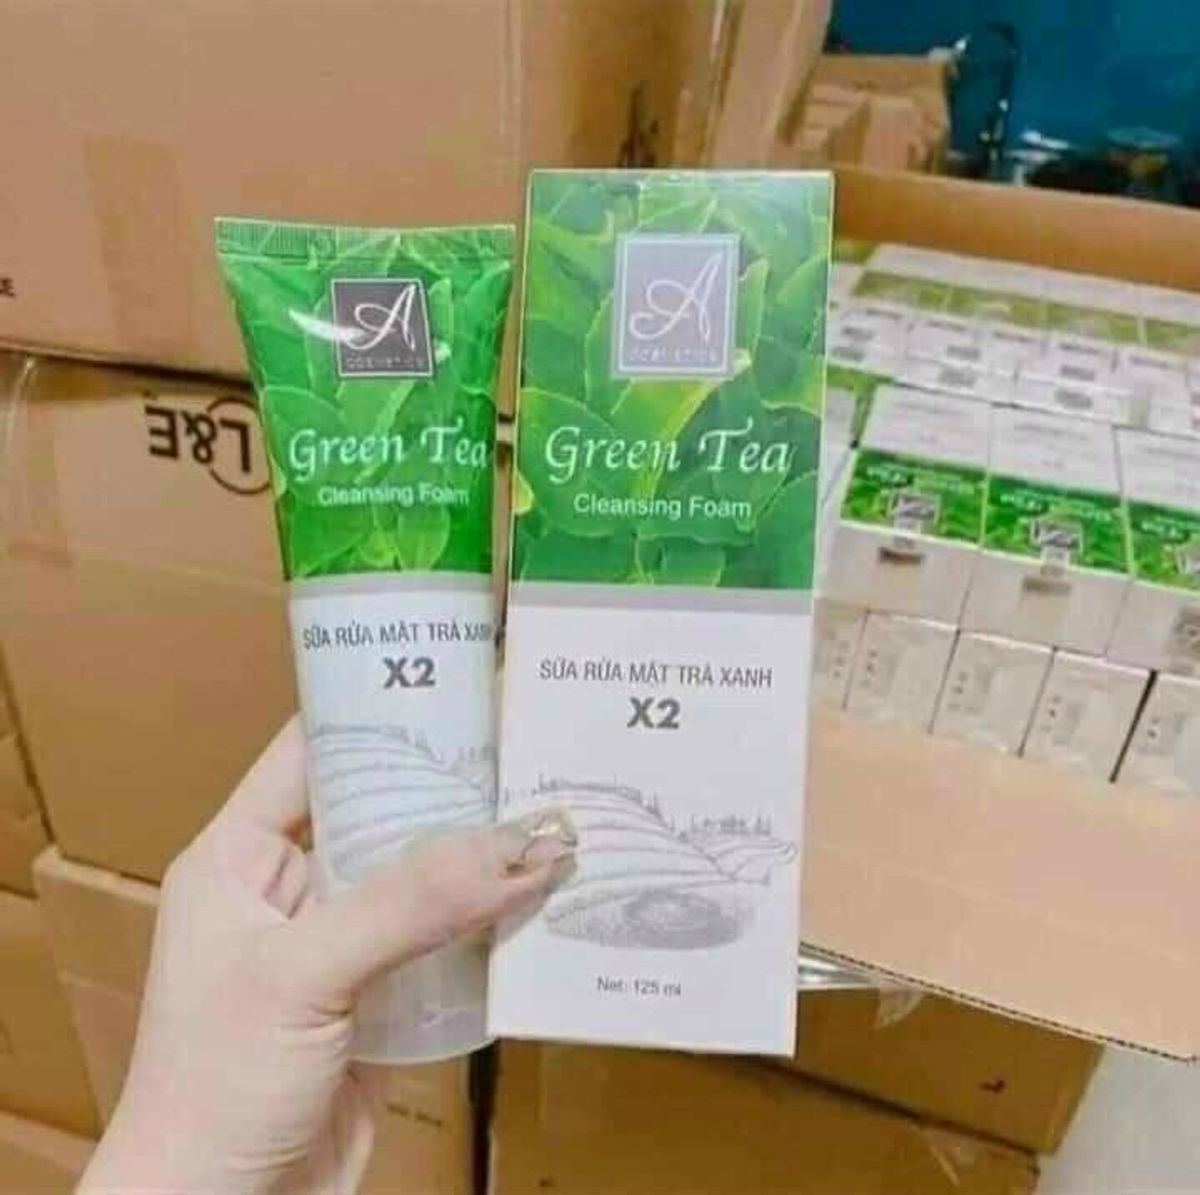 L&E
A
COSMETICS
Green Tea
Cleansing Foam
SỮA RỬA MẶT TRÀ XANH
X2
A
COSMETICS
Green Tea
Cleansing Foam
SỮA RỬA MẶT TRÀ XANH
X2
Net: 125 ml